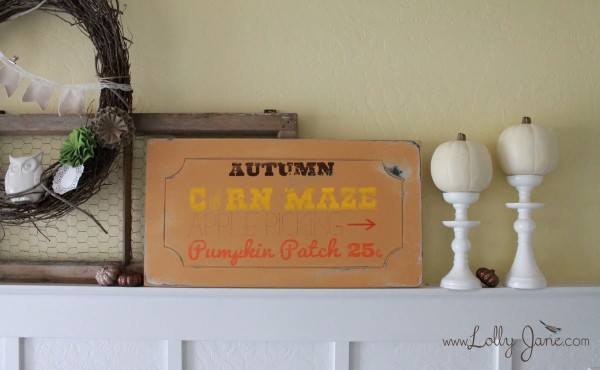 AUTUMN
CORN MAZE
APPLE PICKING →
Pumpkin Patch 25¢
www.LollyJane.com